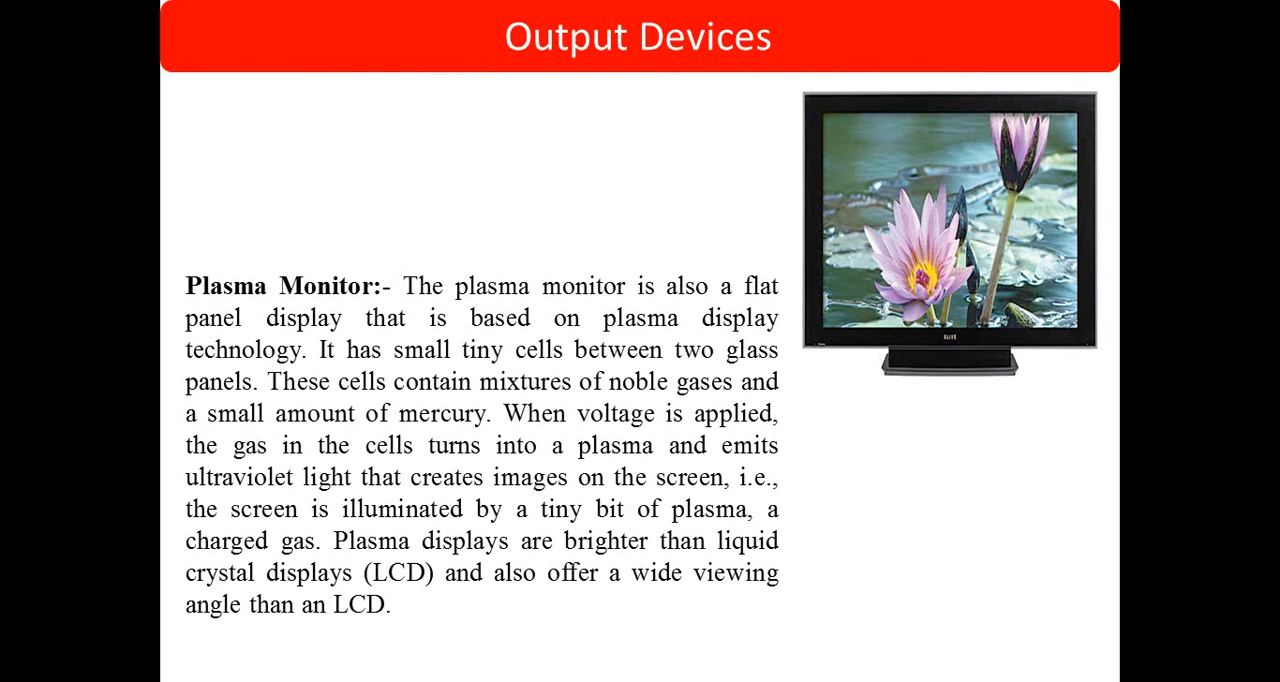 Output Devices
Plasma Monitor:- The plasma monitor is also a flat
panel display that is based on plasma display
technology. It has small tiny cells between two glass
panels. These cells contain mixtures of noble gases and
a small amount of mercury. When voltage is applied,
the gas in the cells turns into a plasma and emits
ultraviolet light that creates images on the screen, i.e.,
the screen is illuminated by a tiny bit of plasma, a
charged gas. Plasma displays are brighter than liquid
crystal displays (LCD) and also offer a wide viewing
angle than an LCD.
ELITE